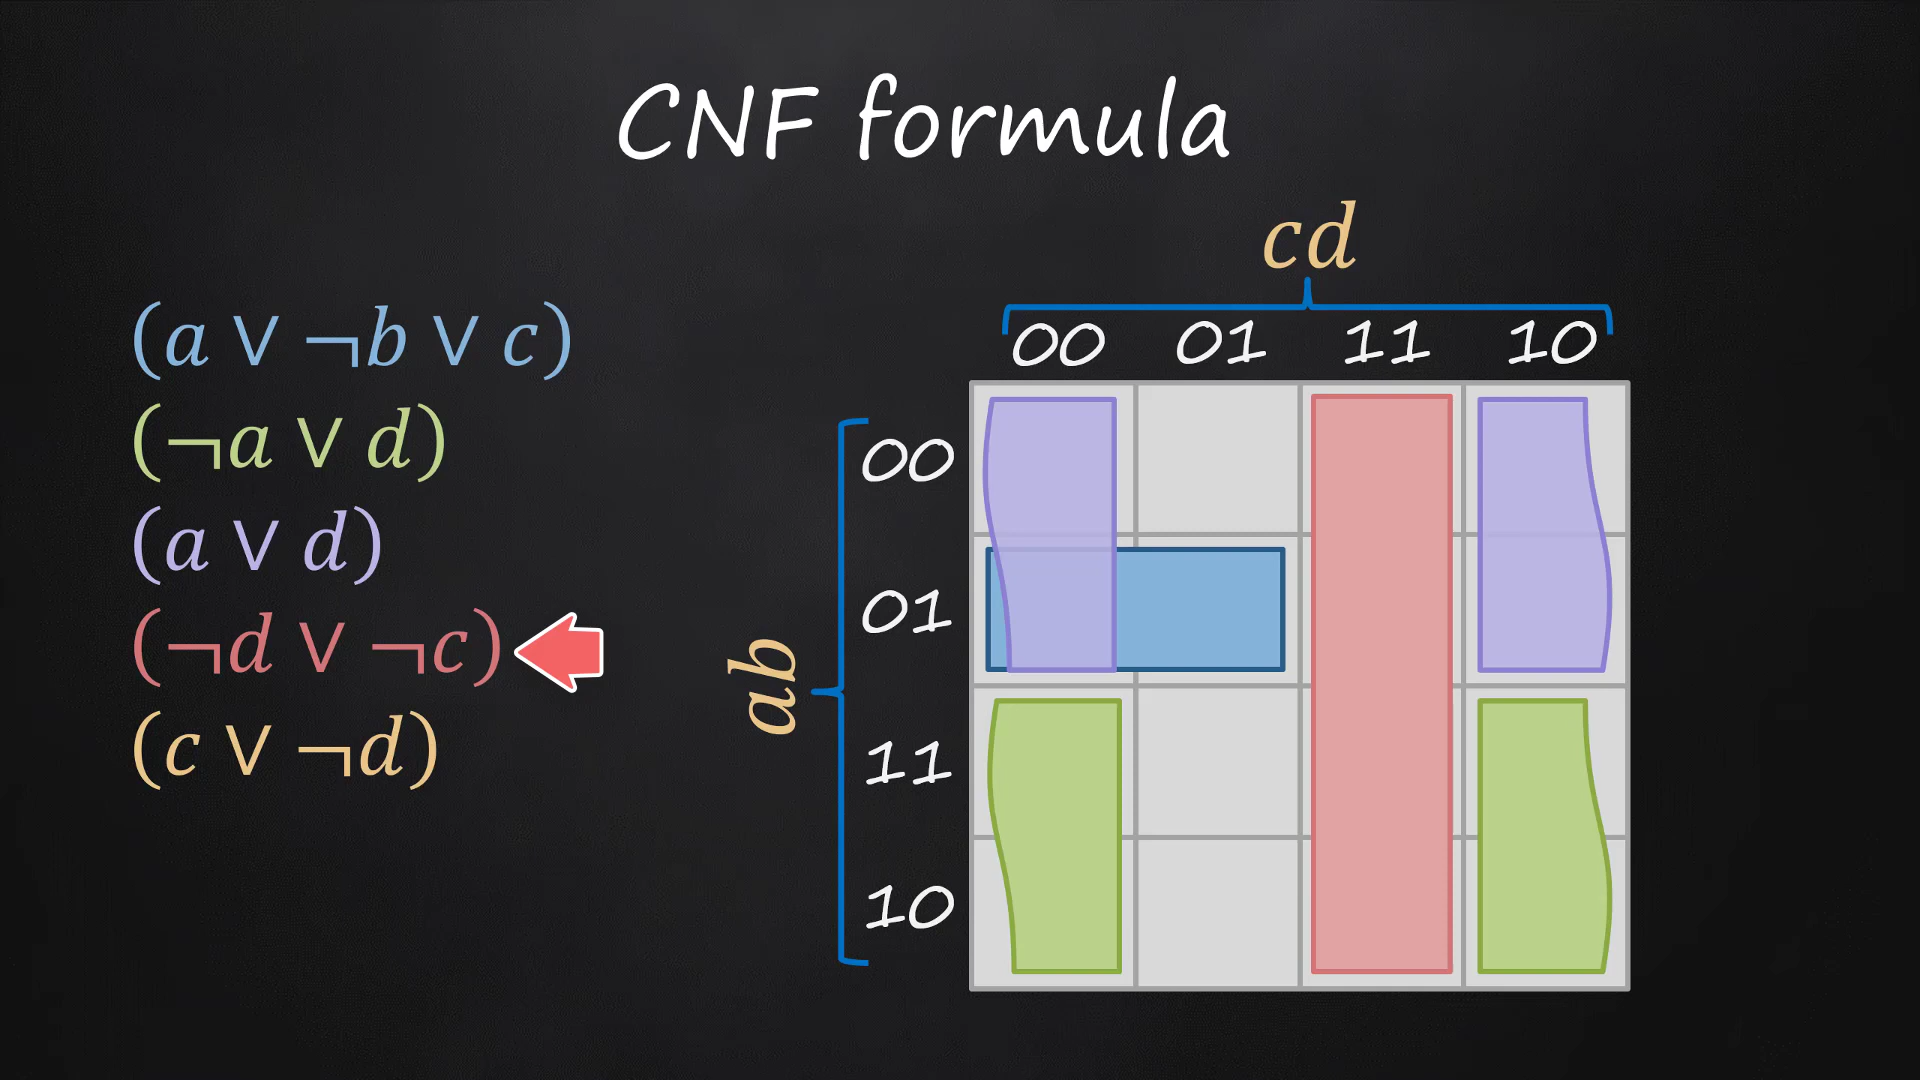 CNF formula
(a ∨ ¬b ∨ c)
(¬a ∨ d)
(a ∨ d)
(¬d ∨ ¬c)
(c ∨ ¬d)
cd
00 01 11 10
ab
00
01
11
10